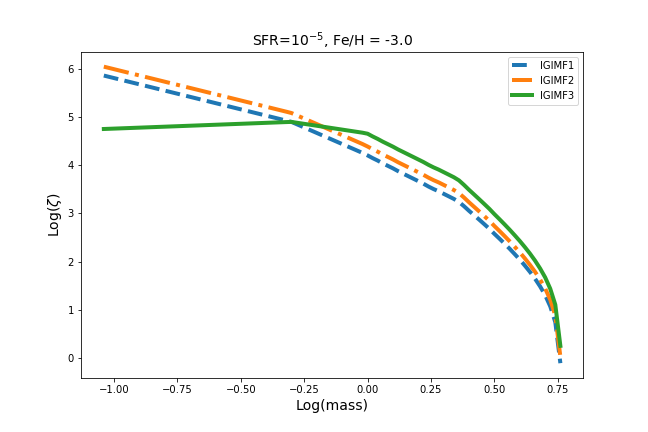 SFR=10⁻⁵, Fe/H = -3.0
IGIMF1
IGIMF2
IGIMF3
Log(ζ)
6
5
4
3
2
1
0
−1.00 −0.75 −0.50 −0.25 0.00 0.25 0.50 0.75
Log(mass)